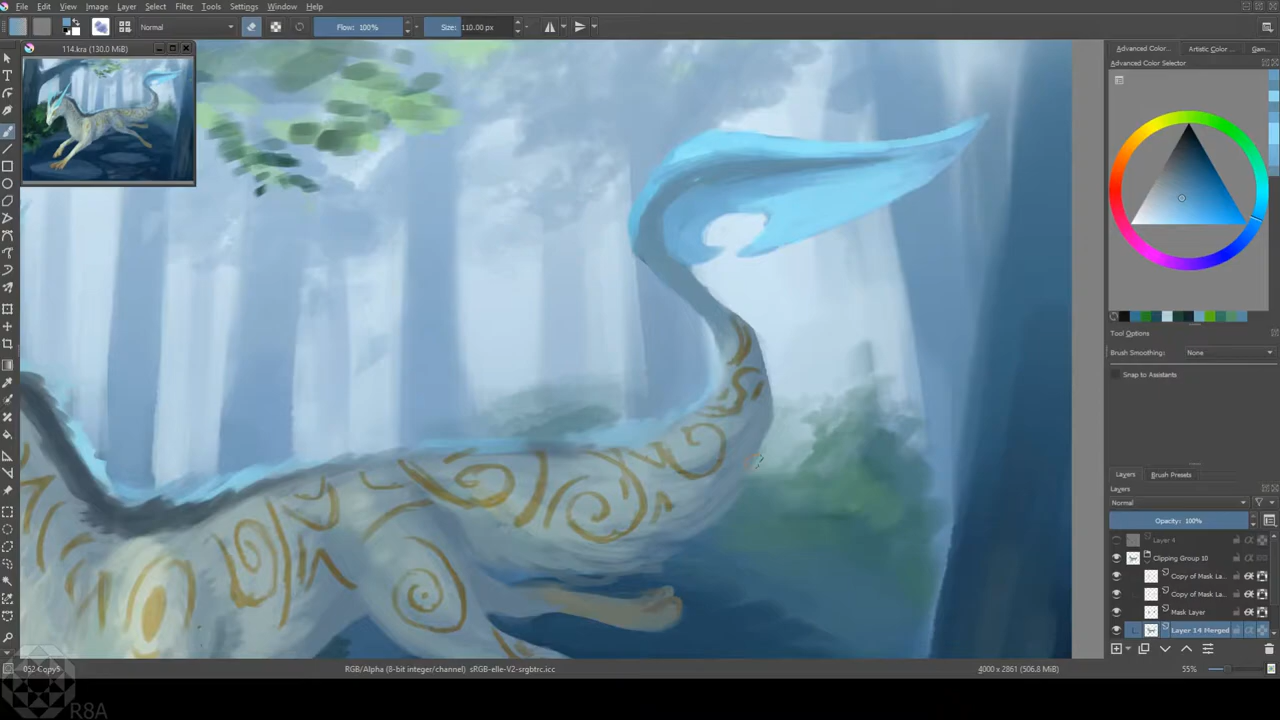 File Edit View Image Layer Select Filter Tools Settings Window Help
Normal Flow: 100% Size: 110.00 px
114.kra (130.0 MiB)
Advanced Color... Artistic Color ... Gam...
Advanced Color Selector
Tool Options
Brush Smoothing: None
Snap to Assistants
Layers Brush Presets
Layers
Normal
Opacity: 100%
Layer 4
Clipping Group 10
Copy of Mask La...
Copy of Mask La...
Mask Layer
Layer 14 Merged
RGB/Alpha (8-bit integer/channel) sRGB-elle-V2-srgbtrc.icc
4000 x 2861 (506.8 MiB)
55%
R8A